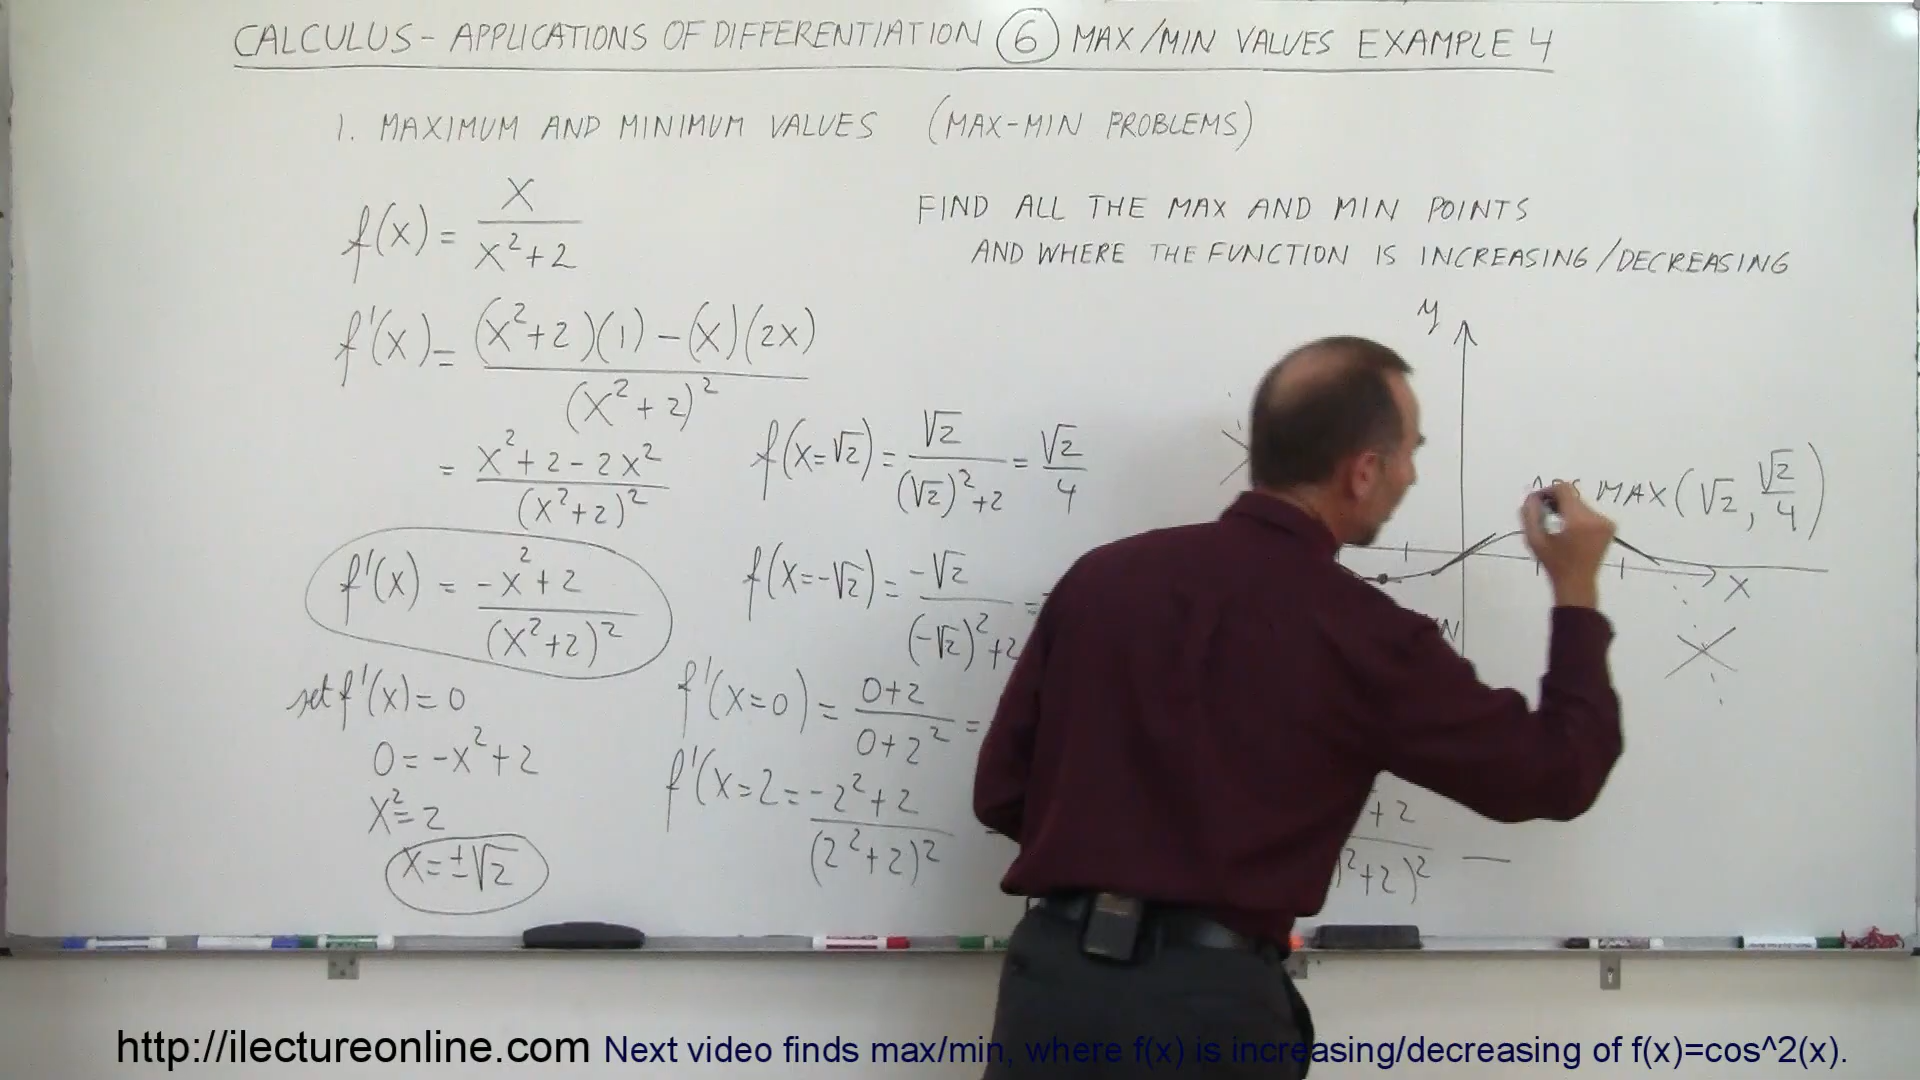 CALCULUS - APPLICATIONS OF DIFFERENTIATION 6 MAX/MIN VALUES EXAMPLE 4
1. MAXIMUM AND MINIMUM VALUES (MAX-MIN PROBLEMS)
f(x) = x / x²+2
FIND ALL THE MAX AND MIN POINTS
AND WHERE THE FUNCTION IS INCREASING/DECREASING
f'(x) = (x²+2)(1) - (x)(2x) / (x²+2)²
= x²+2-2x² / (x²+2)²
f'(x) = -x²+2 / (x²+2)²
set f'(x) = 0
0 = -x²+2
x² = 2
x = ±√2
f(x=√2) = √2 / (√2)²+2 = √2 / 4
f(x=-√2) = -√2 / (-√2)²+2 =
f'(x=0) = 0+2 / 0+2² =
f'(x=2 = -2²+2 / (2²+2)²
y
MAX (√2, √2/4)
x
+2 / )²+2)²
http://ilectureonline.com Next video finds max/min, where f(x) is increasing/decreasing of f(x)=cos^2(x).